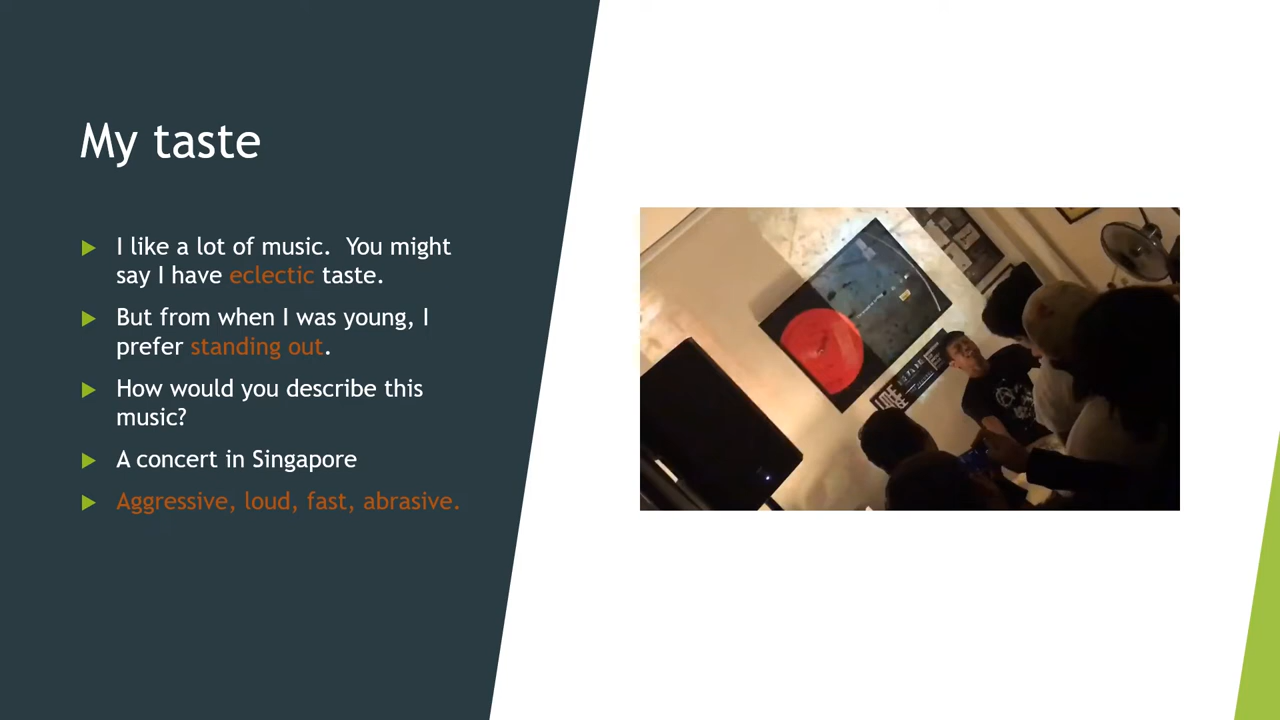 My taste
I like a lot of music.  You might
say I have eclectic taste.
But from when I was young, I
prefer standing out.
How would you describe this
music?
A concert in Singapore
Aggressive, loud, fast, abrasive.